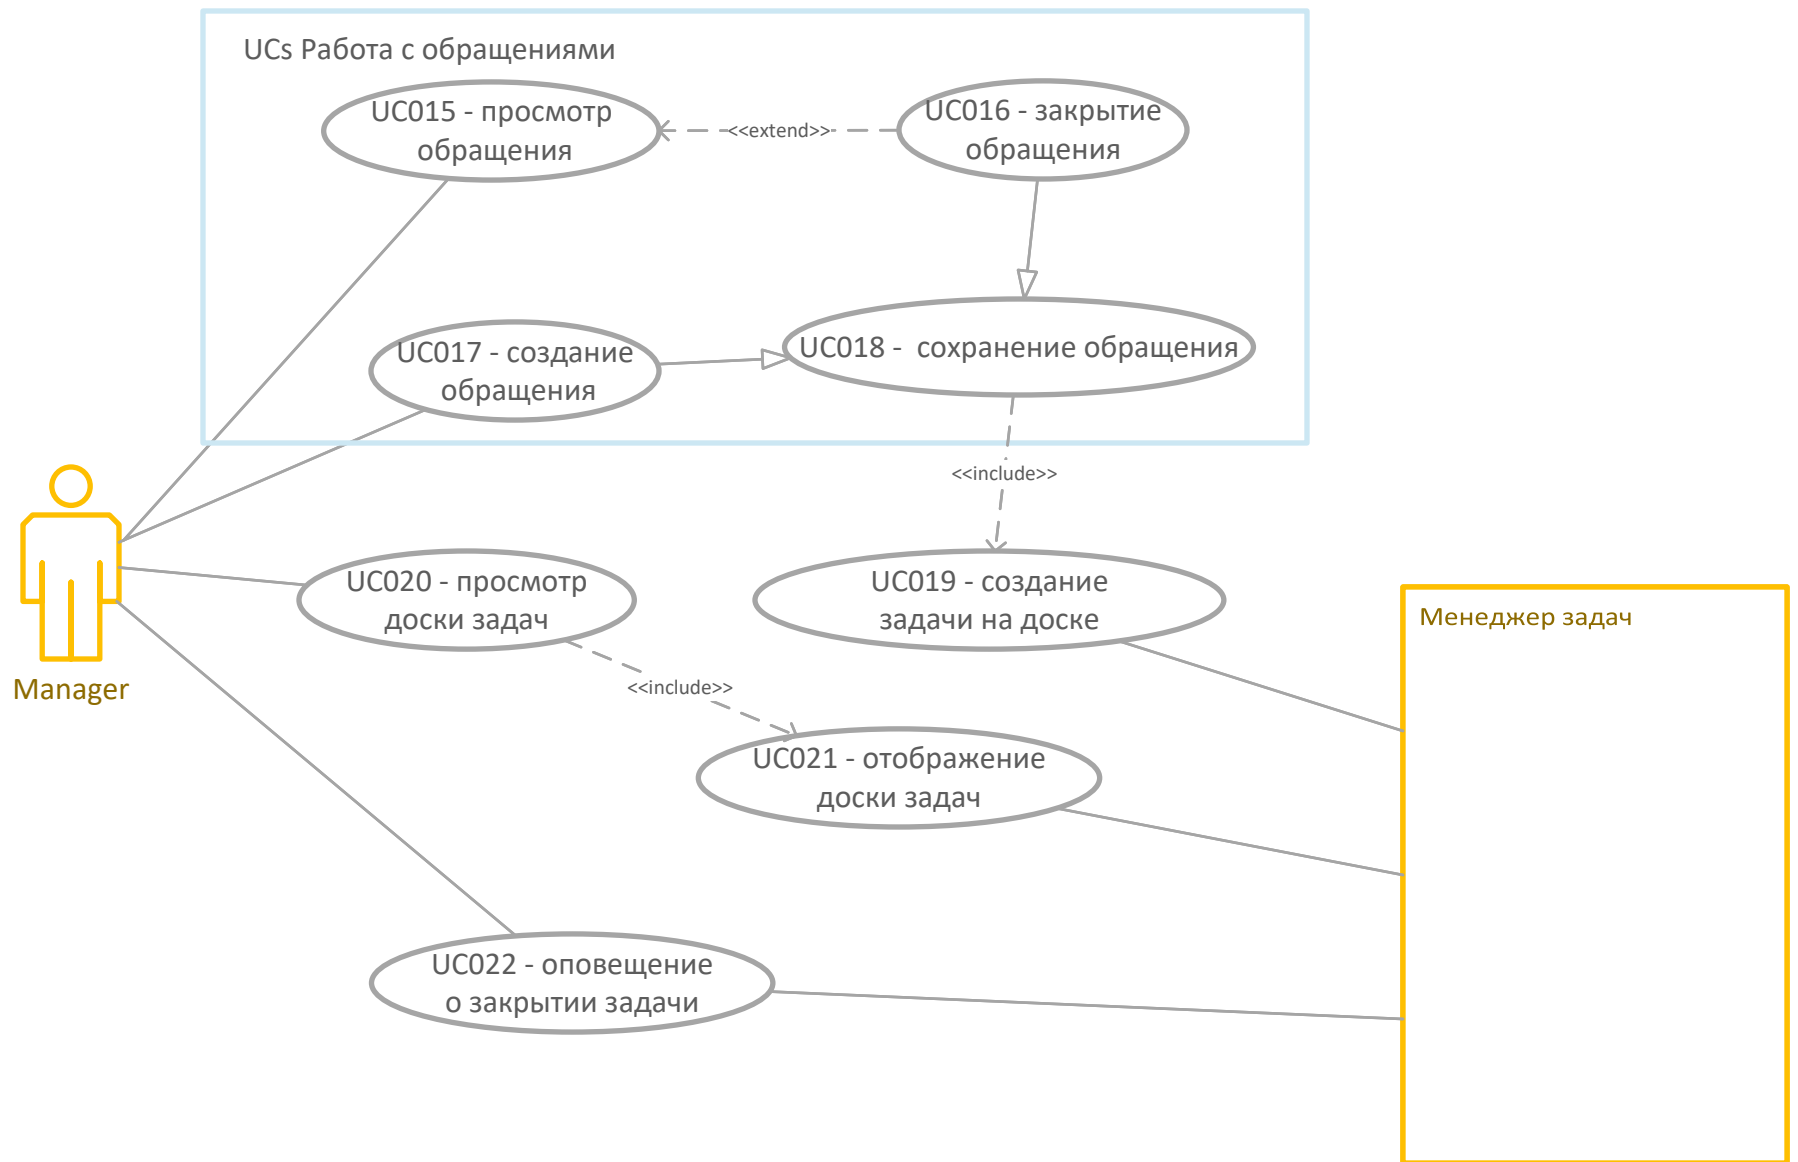 UCs Работа с обращениями
UC015 - просмотр
обращения
<<extend>>
UC016 - закрытие
обращения
UC017 - создание
обращения
UC018 -  сохранение обращения
<<include>>
Manager
UC020 - просмотр
доски задач
UC019 - создание
задачи на доске
Менеджер задач
<<include>>
UC021 - отображение
доски задач
UC022 - оповещение
о закрытии задачи